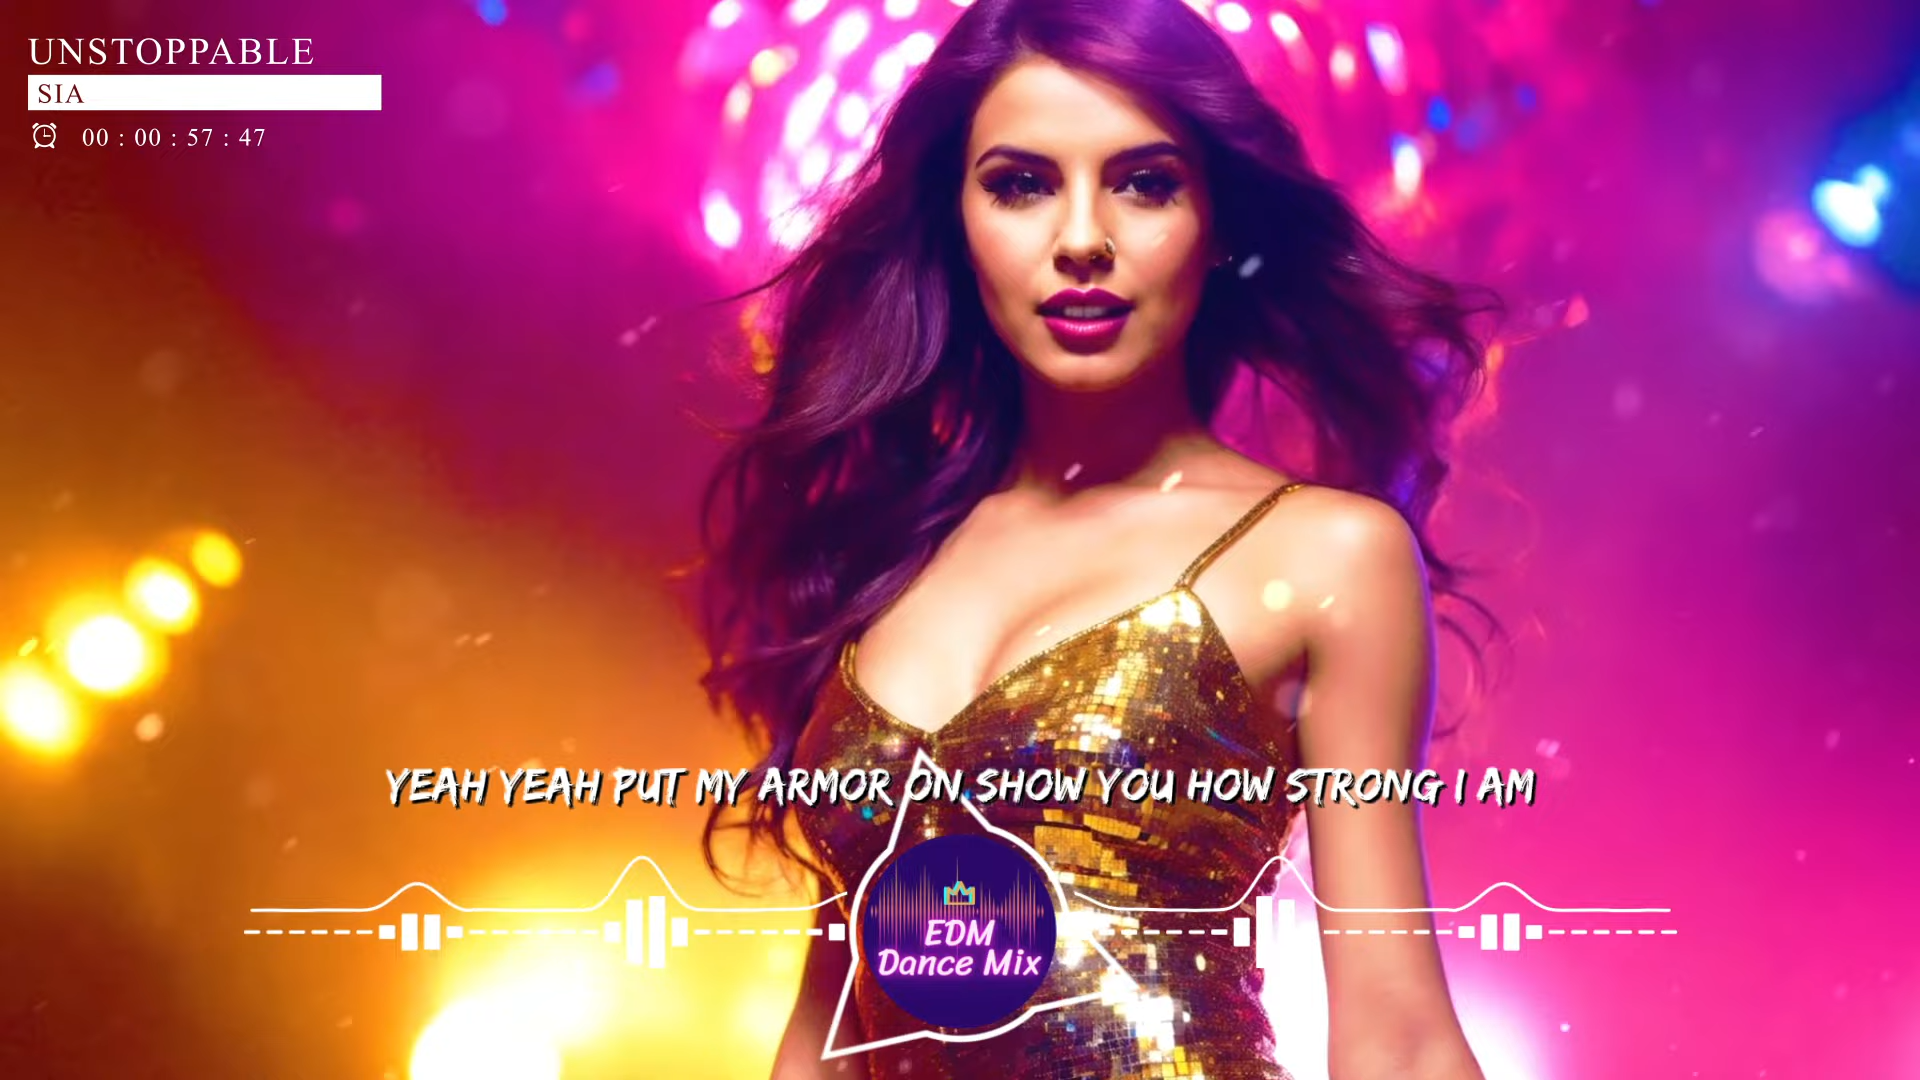 UNSTOPPABLE
SIA
00 : 00 : 57 : 47
YEAH YEAH PUT MY ARMOR ON SHOW YOU HOW STRONG I AM
EDM
Dance Mix